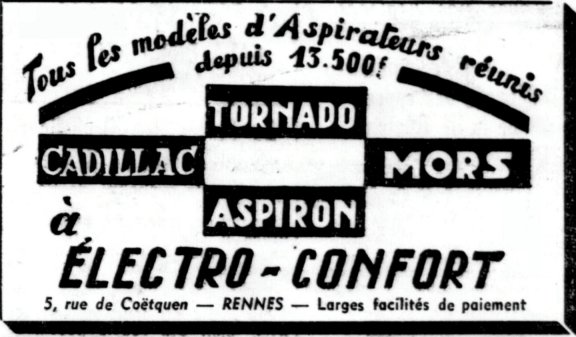 Tous les modèles d'Aspirateurs réunis
depuis 13.500f
TORNADO
CADILLAC MORS
ASPIRON
à
ÉLECTRO - CONFORT
5, rue de Coëtquen — RENNES — Larges facilités de paiement